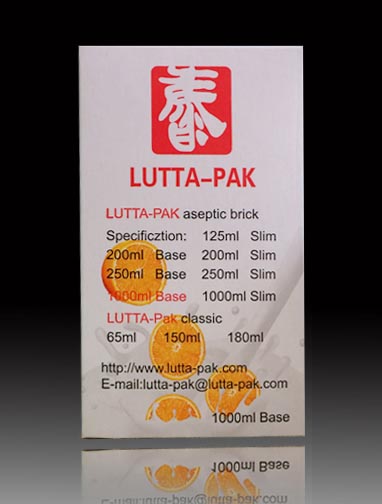 LUTTA-PAK
LUTTA-PAK aseptic brick
Specificztion: 125ml Slim
200ml Base 200ml Slim
250ml Base 250ml Slim
1000ml Base 1000ml Slim
LUTTA-Pak classic
65ml 150ml 180ml
http://www.lutta-pak.com
E-mail:lutta-pak@lutta-pak.com
1000ml Base